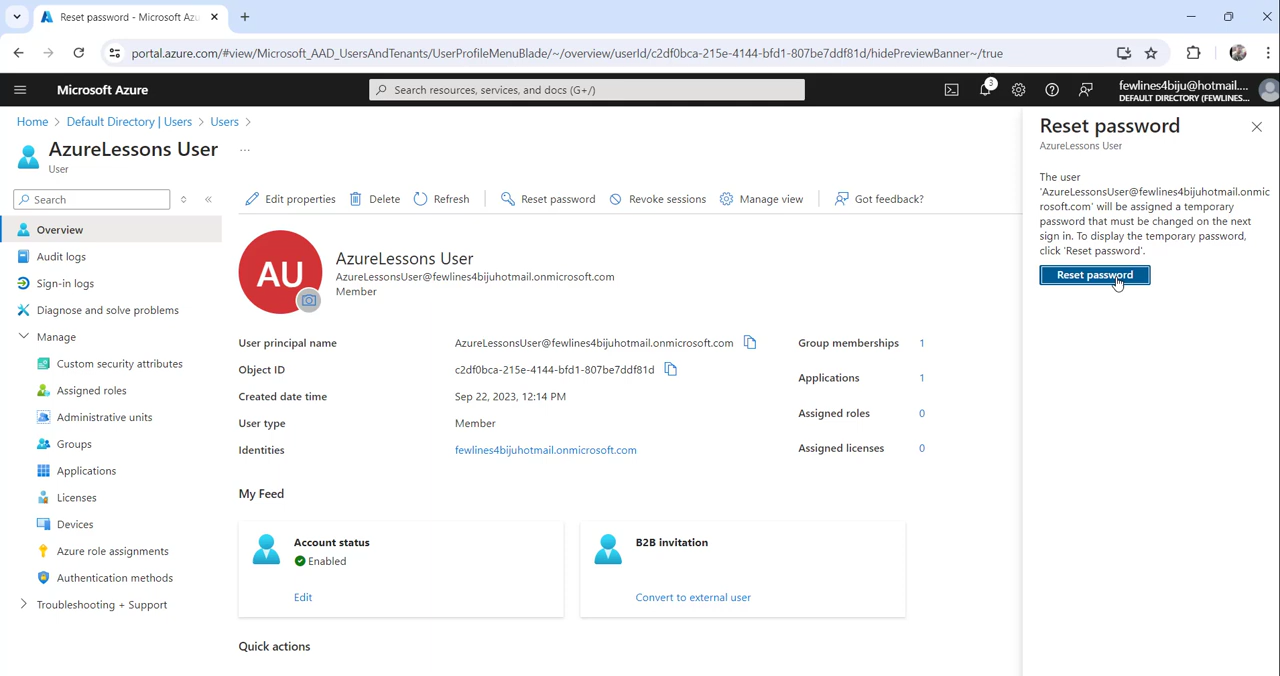 Reset password - Microsoft Azu
portal.azure.com/#view/Microsoft_AAD_UsersAndTenants/UserProfileMenuBlade/~/overview/userId/c2df0bca-215e-4144-bfd1-807be7ddf81d/hidePreviewBanner~/true
Microsoft Azure
Search resources, services, and docs (G+/)
3
fewlines4biju@hotmail....
DEFAULT DIRECTORY (FEWLINES...
Home > Default Directory | Users > Users >
AzureLessons User ...
User
Search
Overview
Audit logs
Sign-in logs
Diagnose and solve problems
Manage
Custom security attributes
Assigned roles
Administrative units
Groups
Applications
Licenses
Devices
Azure role assignments
Authentication methods
Troubleshooting + Support
Edit properties
Delete
Refresh
Reset password
Revoke sessions
Manage view
Got feedback?
AU
AzureLessons User
AzureLessonsUser@fewlines4bijuhotmail.onmicrosoft.com
Member
User principal name AzureLessonsUser@fewlines4bijuhotmail.onmicrosoft.com
Object ID c2df0bca-215e-4144-bfd1-807be7ddf81d
Created date time Sep 22, 2023, 12:14 PM
User type Member
Identities fewlines4bijuhotmail.onmicrosoft.com
Group memberships 1
Applications 1
Assigned roles 0
Assigned licenses 0
My Feed
Account status
Enabled
Edit
B2B invitation
Convert to external user
Quick actions
Reset password
AzureLessons User
The user
'AzureLessonsUser@fewlines4bijuhotmail.onmic
rosoft.com' will be assigned a temporary
password that must be changed on the next
sign in. To display the temporary password,
click 'Reset password'.
Reset password